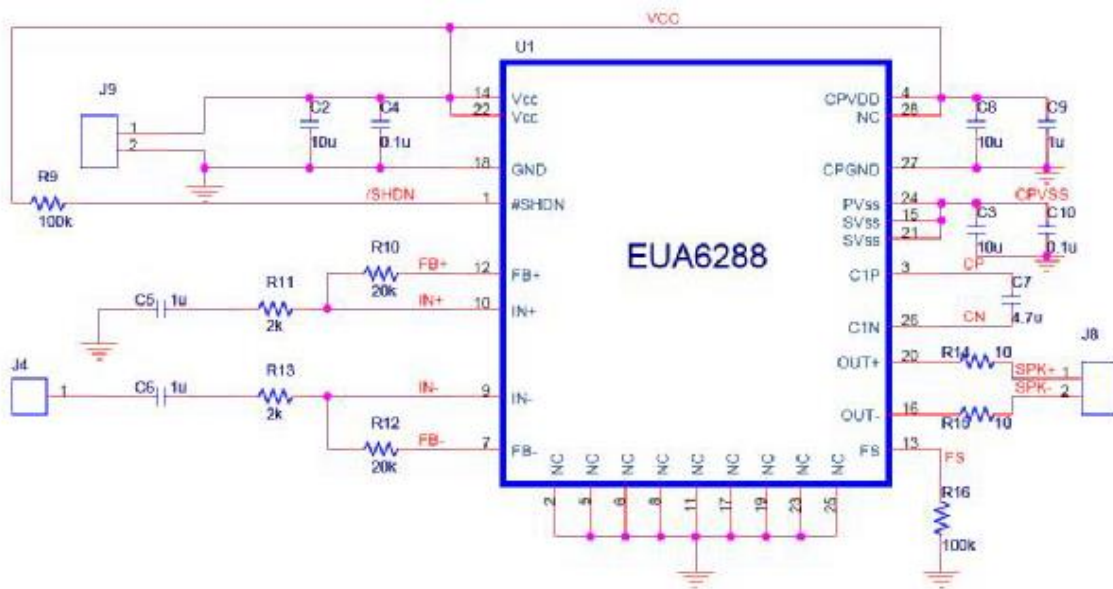 VCC
U1
J9
1
2
C2
10u
C4
0.1u
14
22
Vcc
Vcc
18
GND
R9
100k
/SHDN
1
#SHDN
R10
20k
FB+
12
FB+
C5
1u
R11
2k
IN+
10
IN+
J4
1
C6
1u
R13
2k
IN-
9
IN-
R12
20k
FB-
7
FB-
EUA6288
CPVDD
4
NC
28
C8
10u
C9
1u
CPGND
27
PVss
24
SVss
15
SVss
21
CPVSS
C3
10u
C10
0.1u
C1P
3
CP
C7
4.7u
C1N
26
CN
OUT+
20
R14
10
SPK+
1
J8
SPK-
2
OUT-
16
R15
10
FS
13
FS
R16
100k
NC NC NC NC NC NC NC NC NC
2 5 6 8 11 17 19 23 25